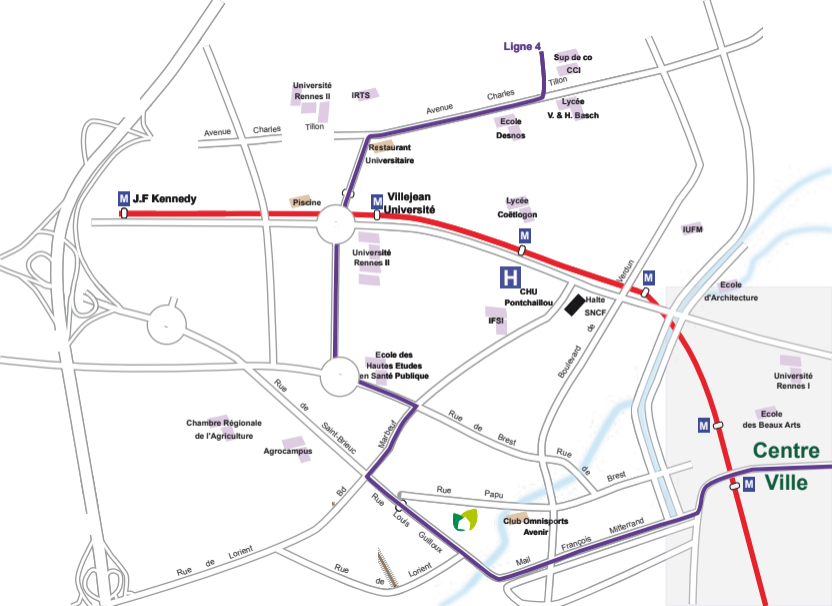 Ligne 4
Sup de co
CCI
Tillon
Université
Rennes II
IRTS
Avenue
Charles
Lycée
V. & H. Basch
Ecole
Desnos
Avenue
Charles
Tillon
Restaurant
Universitaire
M
J.F Kennedy
Piscine
M
Villejean
Université
Lycée
Coëtlogon
M
IUFM
Université
Rennes II
H
CHU
Pontchaillou
Verdun
M
Ecole
d'Architecture
Halte
SNCF
IFSI
de
Boulevard
Ecole des
Hautes Etudes
en Santé Publique
Université
Rennes I
Rue
de
Saint-Brieuc
Chambre Régionale
de l'Agriculture
Agrocampus
Marbeuf
Rue
de
Brest
M
Ecole
des Beaux Arts
Centre
Ville
M
Rue
de
Brest
Bd
Rue
Louis
Guilloux
Rue
Papu
Club Omnisports
Avenir
Mail
François
Mitterrand
Rue
de
Lorient
Rue
de
Lorient